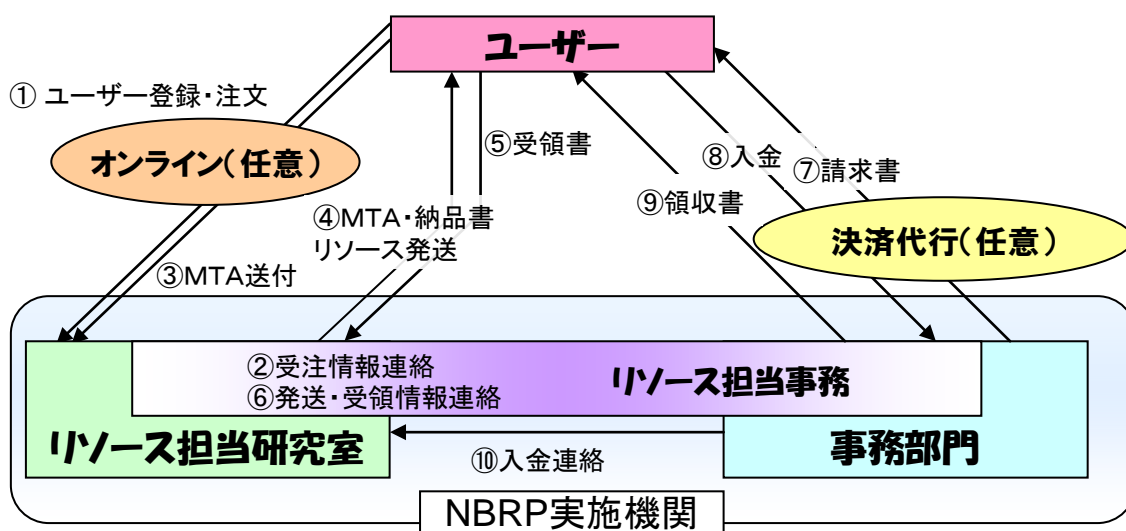 ユーザー
① ユーザー登録・注文
オンライン(任意)
③MTA送付
④MTA・納品書
リソース発送
⑤受領書
⑧入金
⑦請求書
⑨領収書
決済代行(任意)
②受注情報連絡
⑥発送・受領情報連絡
リソース担当事務
リソース担当研究室
⑩入金連絡
事務部門
NBRP実施機関